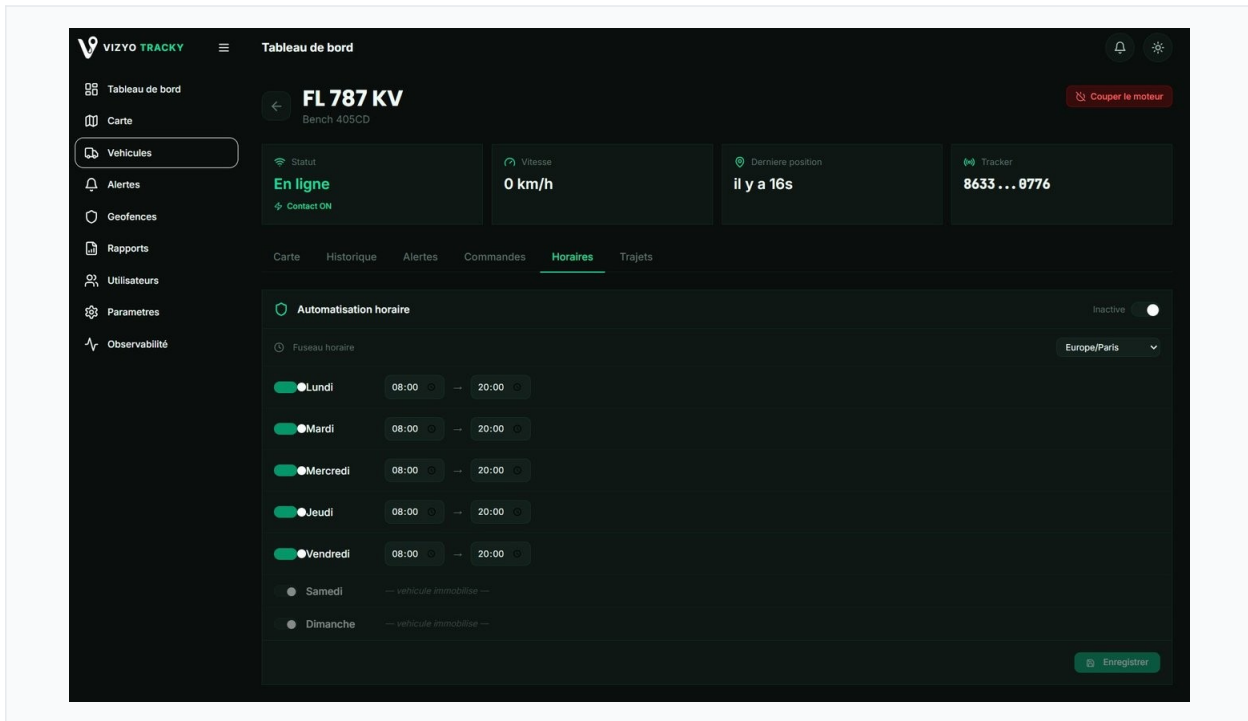 VIZYO TRACKY
Tableau de bord
Tableau de bord
Carte
Vehicules
Alertes
Geofences
Rapports
Utilisateurs
Parametres
Observabilité
FL 787 KV
Bench 405CD
Couper le moteur
Statut
En ligne
Contact ON
Vitesse
0 km/h
Derniere position
il y a 16s
Tracker
8633...0776
Carte Historique Alertes Commandes Horaires Trajets
Automatisation horaire Inactive
Fuseau horaire Europe/Paris
Lundi 08:00 → 20:00
Mardi 08:00 → 20:00
Mercredi 08:00 → 20:00
Jeudi 08:00 → 20:00
Vendredi 08:00 → 20:00
Samedi — vehicule immobilise —
Dimanche — vehicule immobilise —
Enregistrer